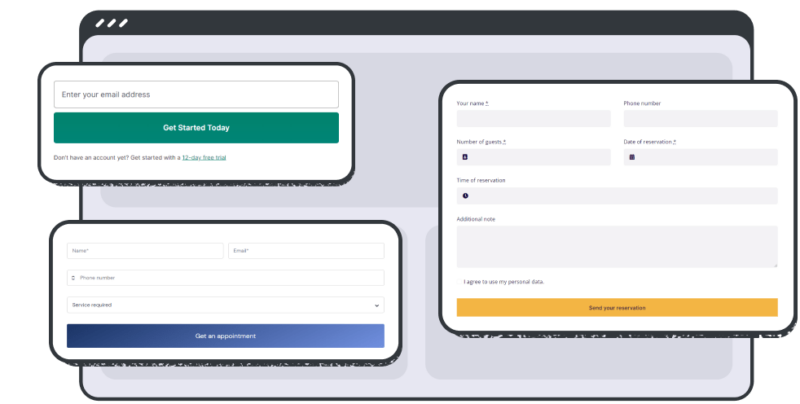 Enter your email address
Get Started Today
Don't have an account yet? Get started with a 12-day free trial
Name*
Email*
Phone number
Service required
Get an appointment
Your name *
Phone number
Number of guests *
Date of reservation *
Time of reservation
Additional note
I agree to use my personal data.
Send your reservation